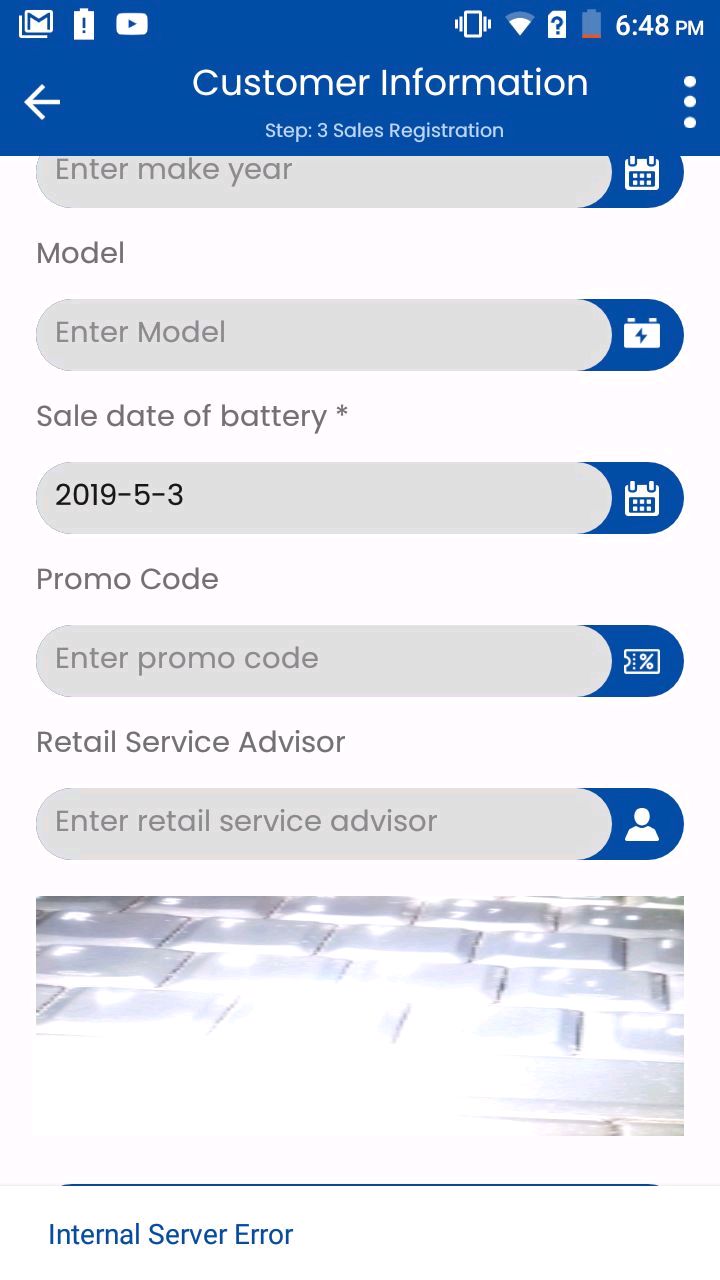 6:48 PM
Customer Information
Step: 3 Sales Registration
Enter make year
Model
Enter Model
Sale date of battery *
2019-5-3
Promo Code
Enter promo code
Retail Service Advisor
Enter retail service advisor
Internal Server Error